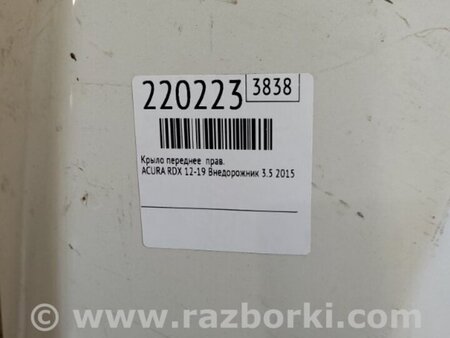 220223 3838
Крыло переднее прав.
ACURA RDX 12-19 Внедорожник 3.5 2015
© www.razborki.com